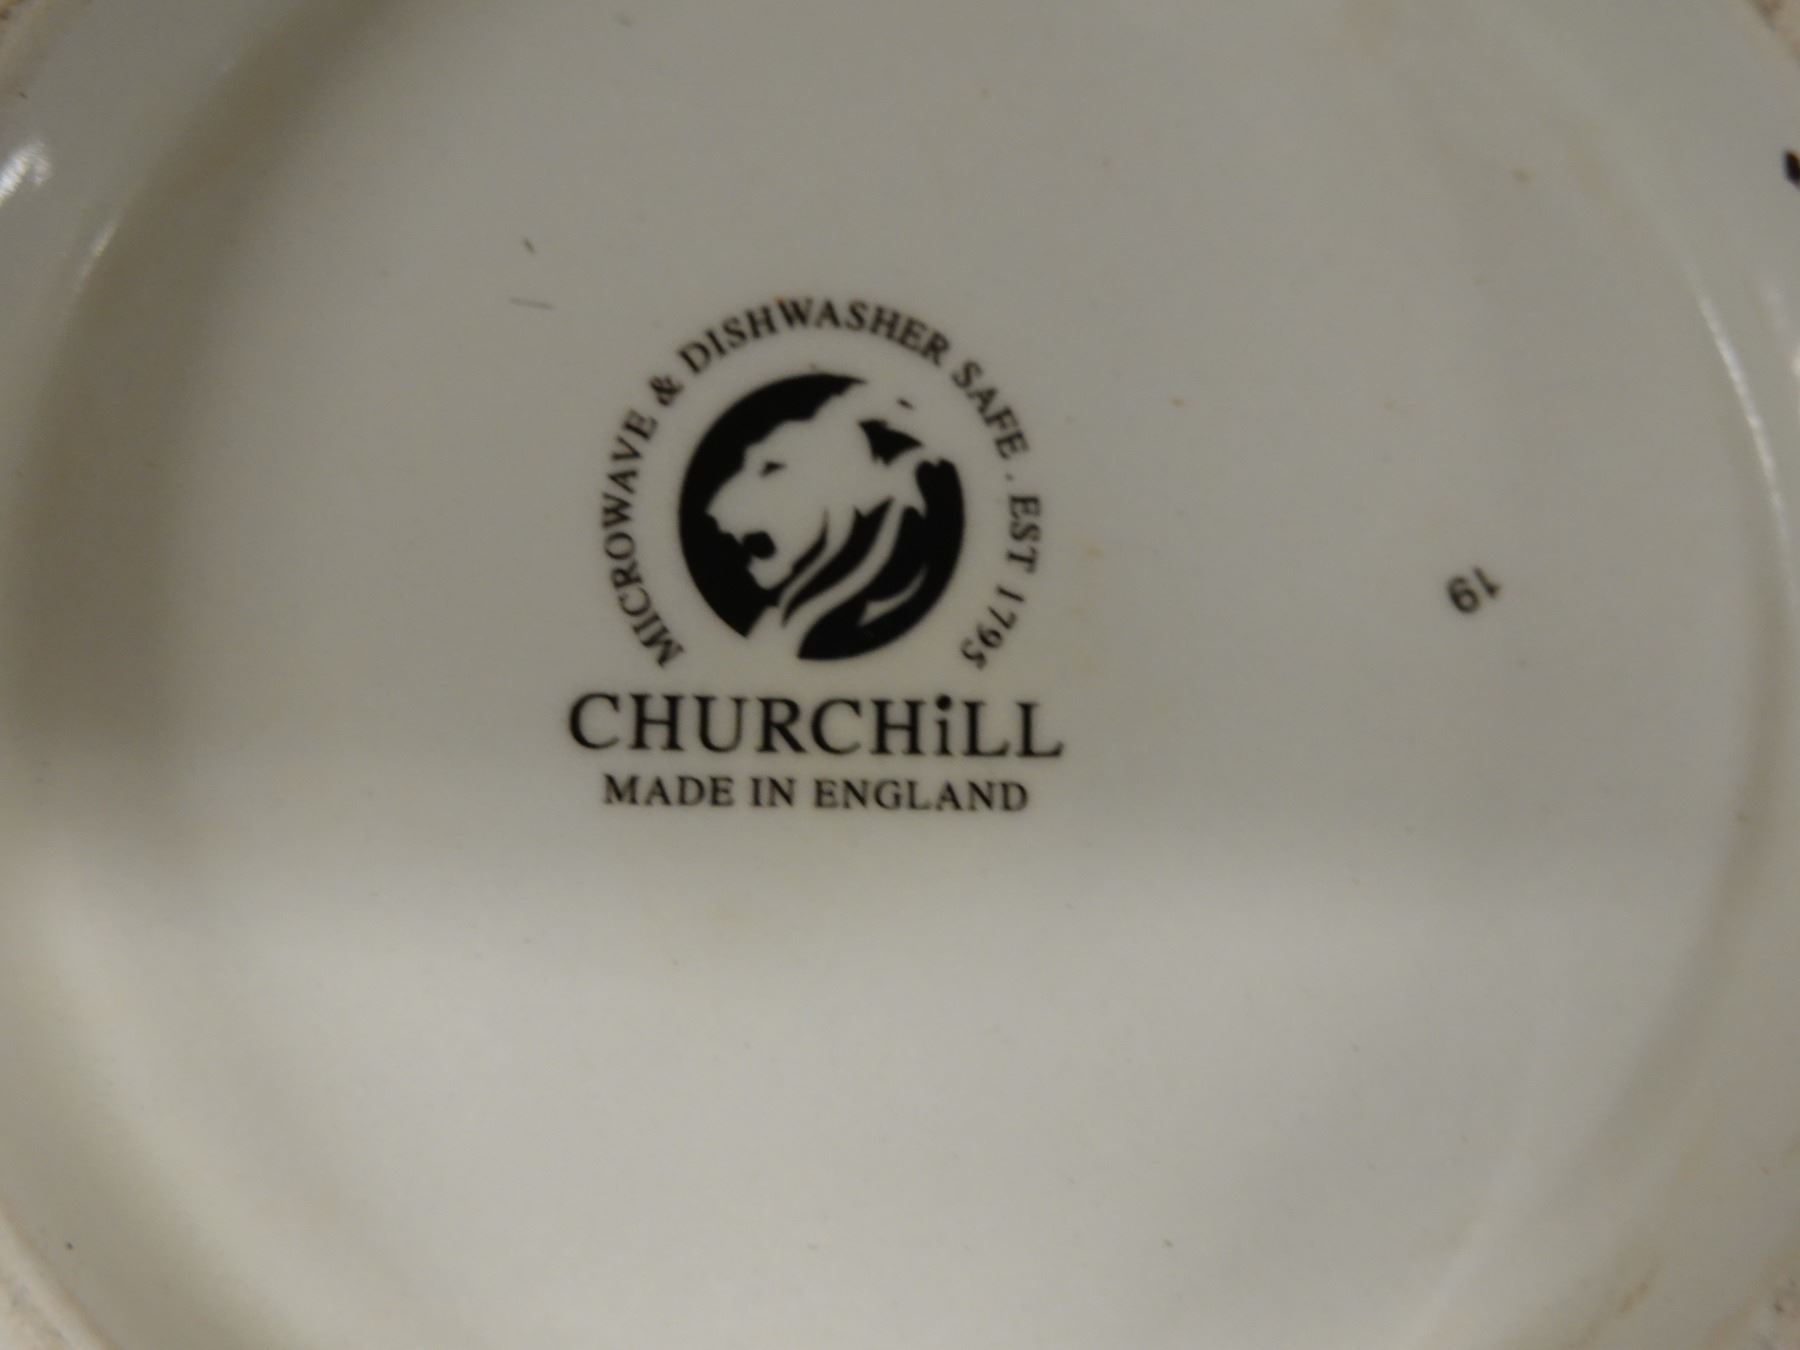 MICROWAVE & DISHWASHER SAFE . EST 1795
CHURCHiLL
MADE IN ENGLAND
19